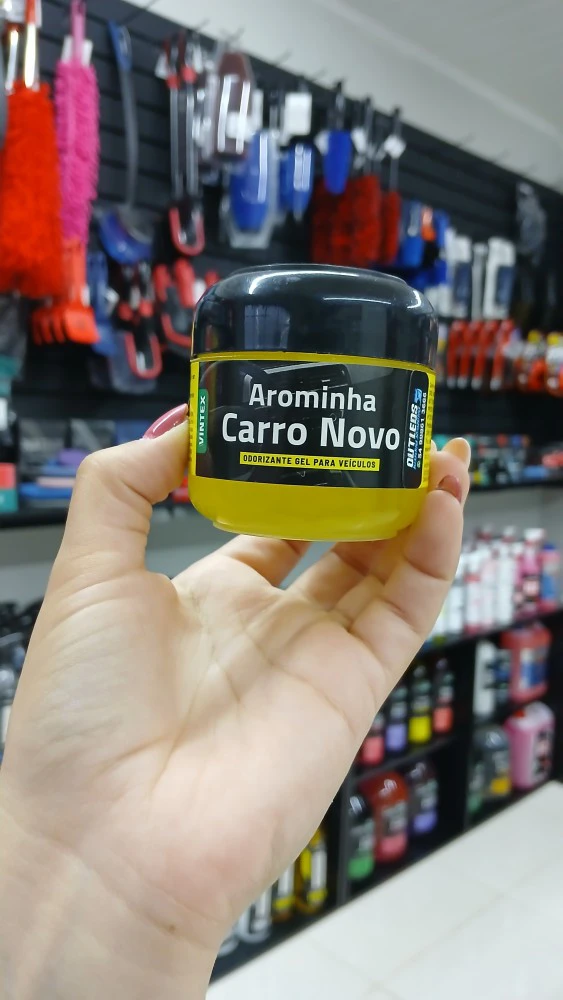 Arominha
Carro Novo
ODORIZANTE GEL PARA VEÍCULOS
VINTEX
OUTLEDS